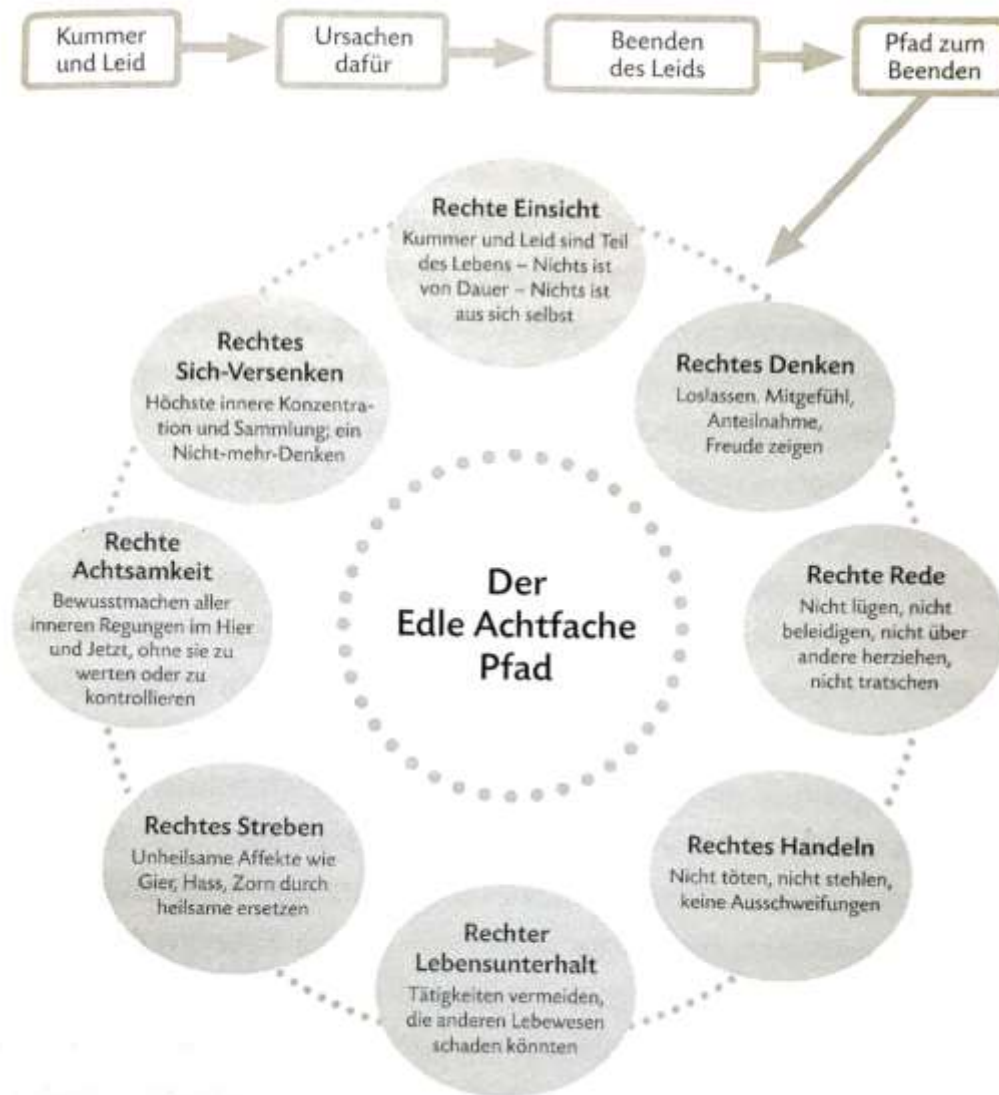 Kummer
und Leid
Ursachen
dafür
Beenden
des Leids
Pfad zum
Beenden
Rechte Einsicht
Kummer und Leid sind Teil
des Lebens – Nichts ist
von Dauer – Nichts ist
aus sich selbst
Rechtes Denken
Loslassen. Mitgefühl,
Anteilnahme,
Freude zeigen
Rechte Rede
Nicht lügen, nicht
beleidigen, nicht über
andere herziehen,
nicht tratschen
Rechtes Handeln
Nicht töten, nicht stehlen,
keine Ausschweifungen
Rechter
Lebensunterhalt
Tätigkeiten vermeiden,
die anderen Lebewesen
schaden könnten
Rechtes Streben
Unheilsame Affekte wie
Gier, Hass, Zorn durch
heilsame ersetzen
Rechte
Achtsamkeit
Bewusstmachen aller
inneren Regungen im Hier
und Jetzt, ohne sie zu
werten oder zu
kontrollieren
Rechtes
Sich-Versenken
Höchste innere Konzentra-
tion und Sammlung; ein
Nicht-mehr-Denken
Der
Edle Achtfache
Pfad